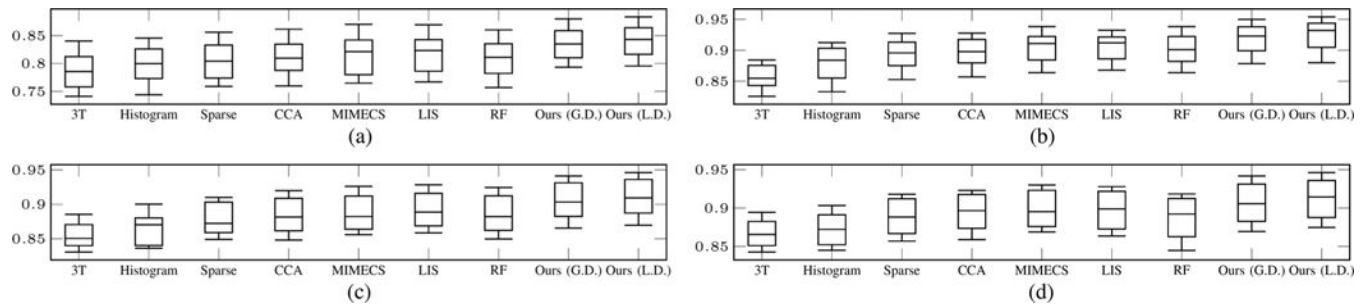 0.85
0.8
0.75
3T Histogram Sparse CCA MIMECS LIS RF Ours (G.D.) Ours (L.D.)
(a)
0.95
0.9
0.85
3T Histogram Sparse CCA MIMECS LIS RF Ours (G.D.) Ours (L.D.)
(b)
0.95
0.9
0.85
3T Histogram Sparse CCA MIMECS LIS RF Ours (G.D.) Ours (L.D.)
(c)
0.95
0.9
0.85
3T Histogram Sparse CCA MIMECS LIS RF Ours (G.D.) Ours (L.D.)
(d)